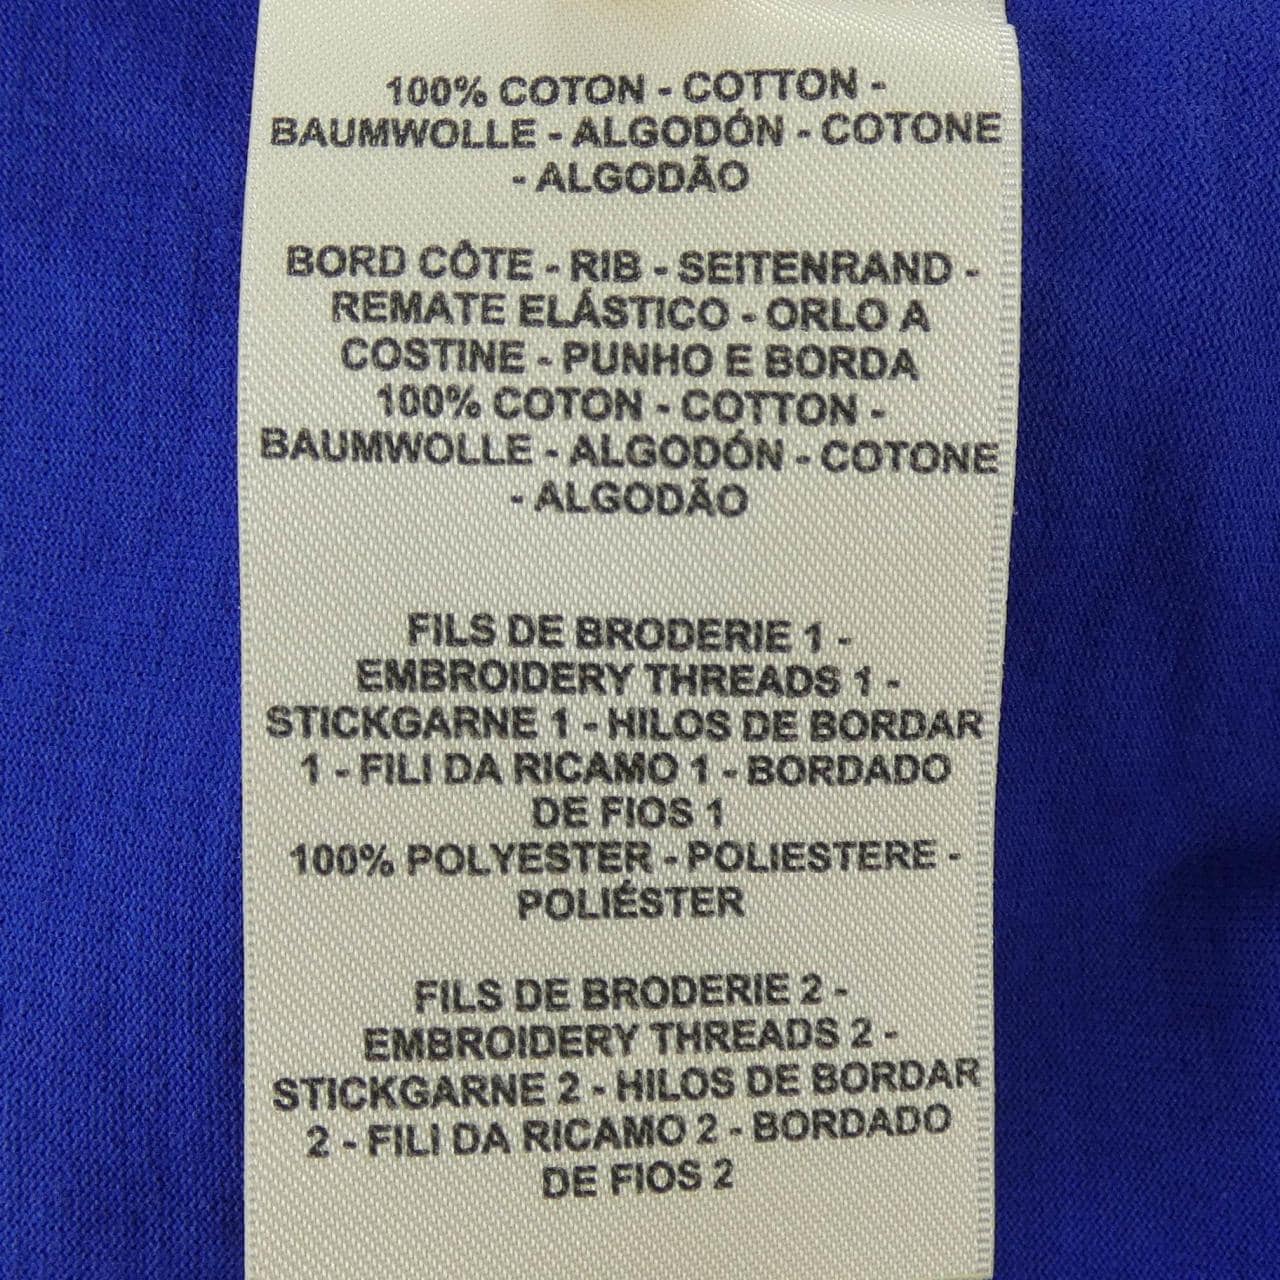 100% COTON - COTTON -
BAUMWOLLE - ALGODÓN - COTONE
- ALGODÃO
BORD CÔTE - RIB - SEITENRAND -
REMATE ELÁSTICO - ORLO A
COSTINE - PUNHO E BORDA
100% COTON - COTTON -
BAUMWOLLE - ALGODÓN - COTONE
- ALGODÃO
FILS DE BRODERIE 1 -
EMBROIDERY THREADS 1 -
STICKGARNE 1 - HILOS DE BORDAR
1 - FILI DA RICAMO 1 - BORDADO
DE FIOS 1
100% POLYESTER - POLIESTERE -
POLIÉSTER
FILS DE BRODERIE 2 -
EMBROIDERY THREADS 2 -
STICKGARNE 2 - HILOS DE BORDAR
2 - FILI DA RICAMO 2 - BORDADO
DE FIOS 2